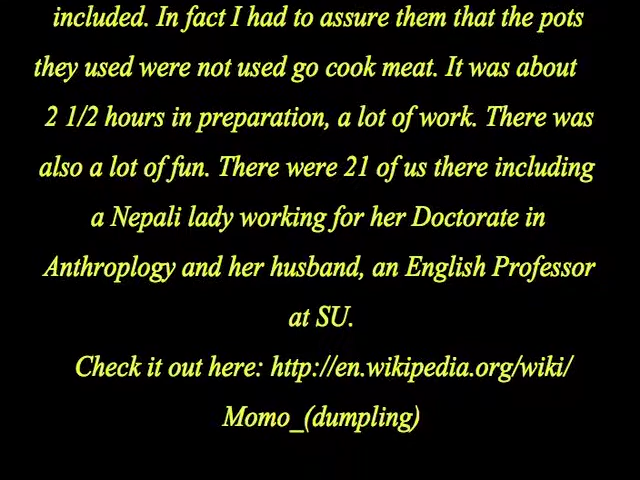 included. In fact I had to assure them that the pots
they used were not used go cook meat. It was about
2 1/2 hours in preparation, a lot of work. There was
also a lot of fun. There were 21 of us there including
a Nepali lady working for her Doctorate in
Anthroplogy and her husband, an English Professor
at SU.
Check it out here: http://en.wikipedia.org/wiki/
Momo_(dumpling)